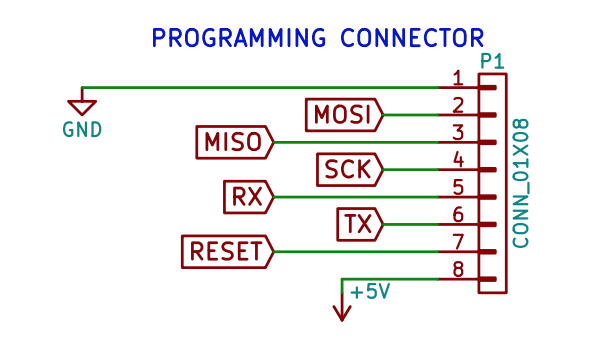 PROGRAMMING CONNECTOR
P1
1
GND
MOSI 2
MISO 3
SCK 4
RX 5
TX 6
RESET 7
8
+5V
CONN_01X08